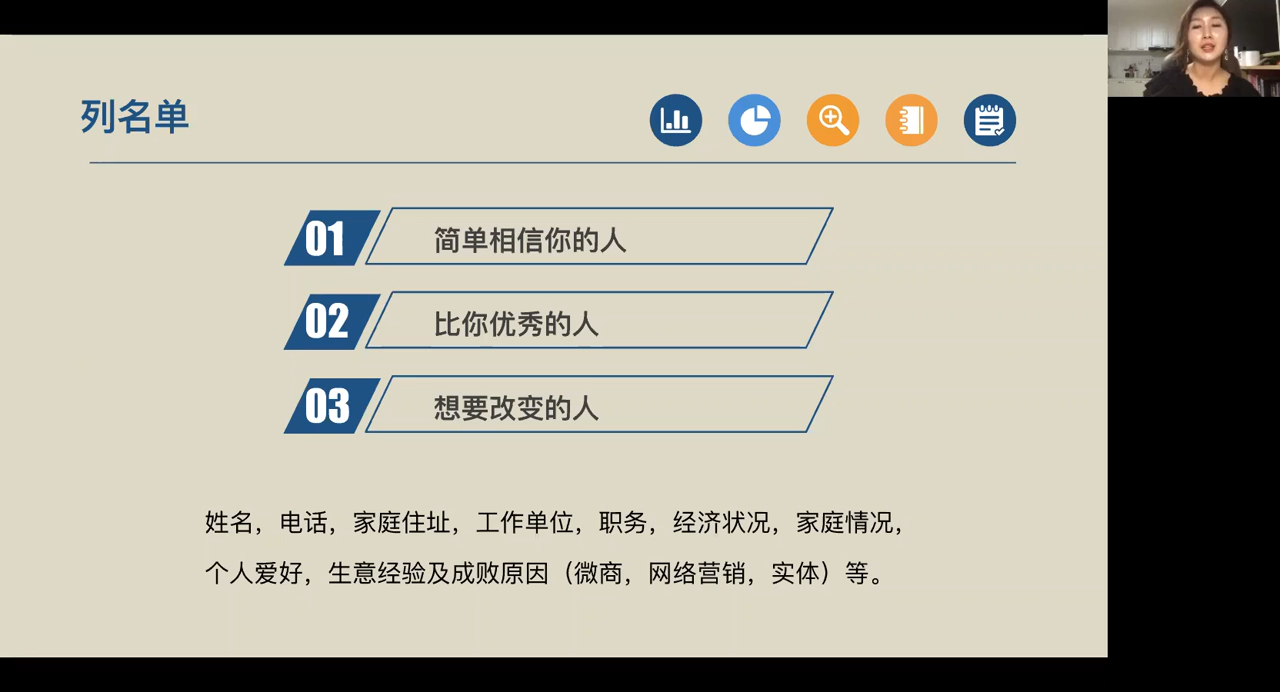 列名单
01 简单相信你的人
02 比你优秀的人
03 想要改变的人
姓名，电话，家庭住址，工作单位，职务，经济状况，家庭情况，
个人爱好，生意经验及成败原因（微商，网络营销，实体）等。